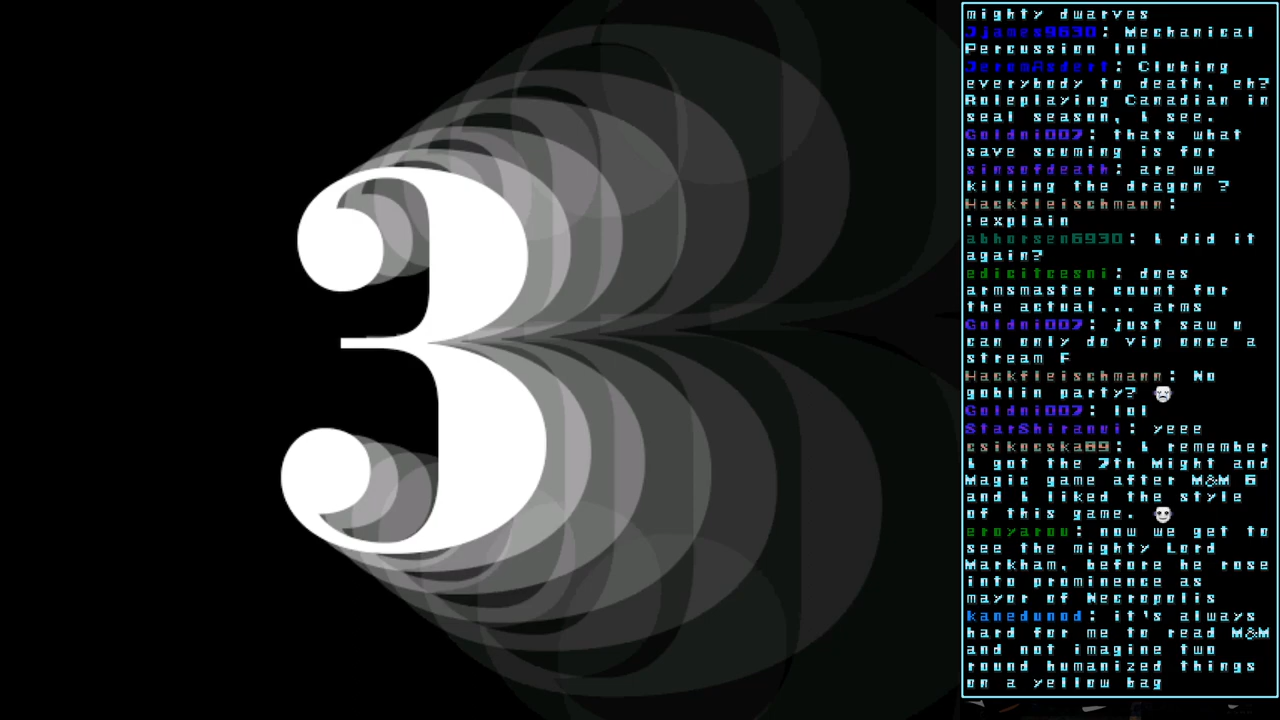 3
mighty dwarves
Jjames9630: Mechanical
Percussion lol
JeromAsdert: Clubing
everybody to death, eh?
Roleplaying Canadian in
seal season, I see.
Goldni007: thats what
save scuming is for
sinsofdeath: are we
killing the dragon ?
Hackfleischmann:
!explain
abhorsen6930: I did it
again?
edicitcesni: does
armsmaster count for
the actual... arms
Goldni007: just saw u
can only do vip once a
stream F
Hackfleischmann: No
goblin party?
Goldni007: lol
StarShiranui: yeee
csikocska69: I remember
I got the 7th Might and
Magic game after M&M 6
and I liked the style
of this game.
eroyarou: now we get to
see the mighty Lord
Markham, before he rose
into prominence as
mayor of Necropolis
kanedunod: it's always
hard for me to read M&M
and not imagine two
round humanized things
on a yellow bag